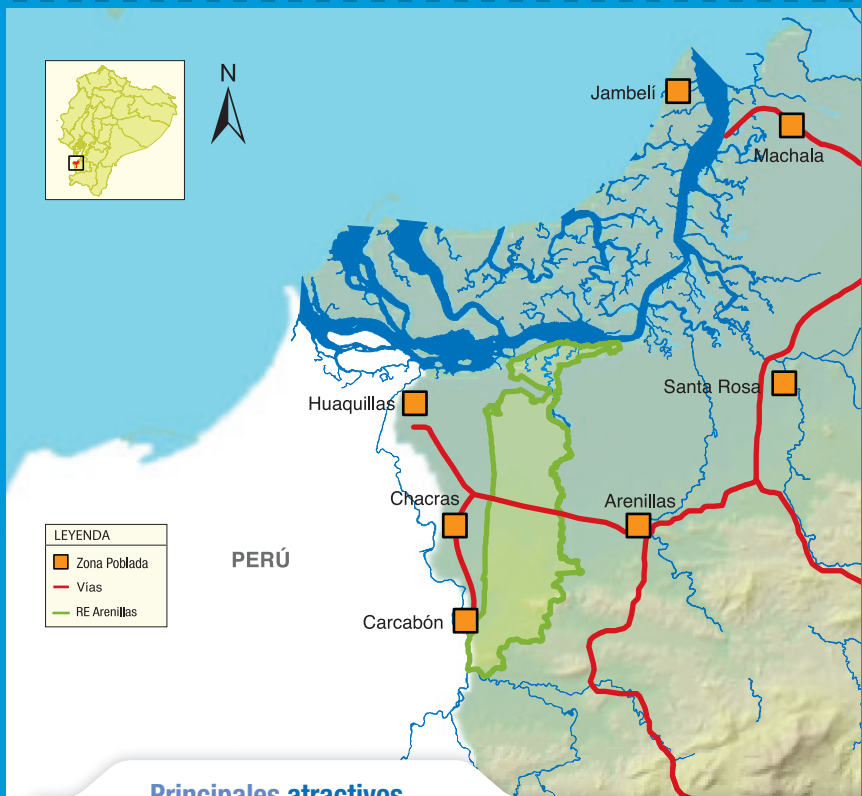 N
Jambelí
Machala
Santa Rosa
Huaquillas
Chacras
Arenillas
LEYENDA
Zona Poblada
Vías
RE Arenillas
PERÚ
Carcabón
Principales atractivos